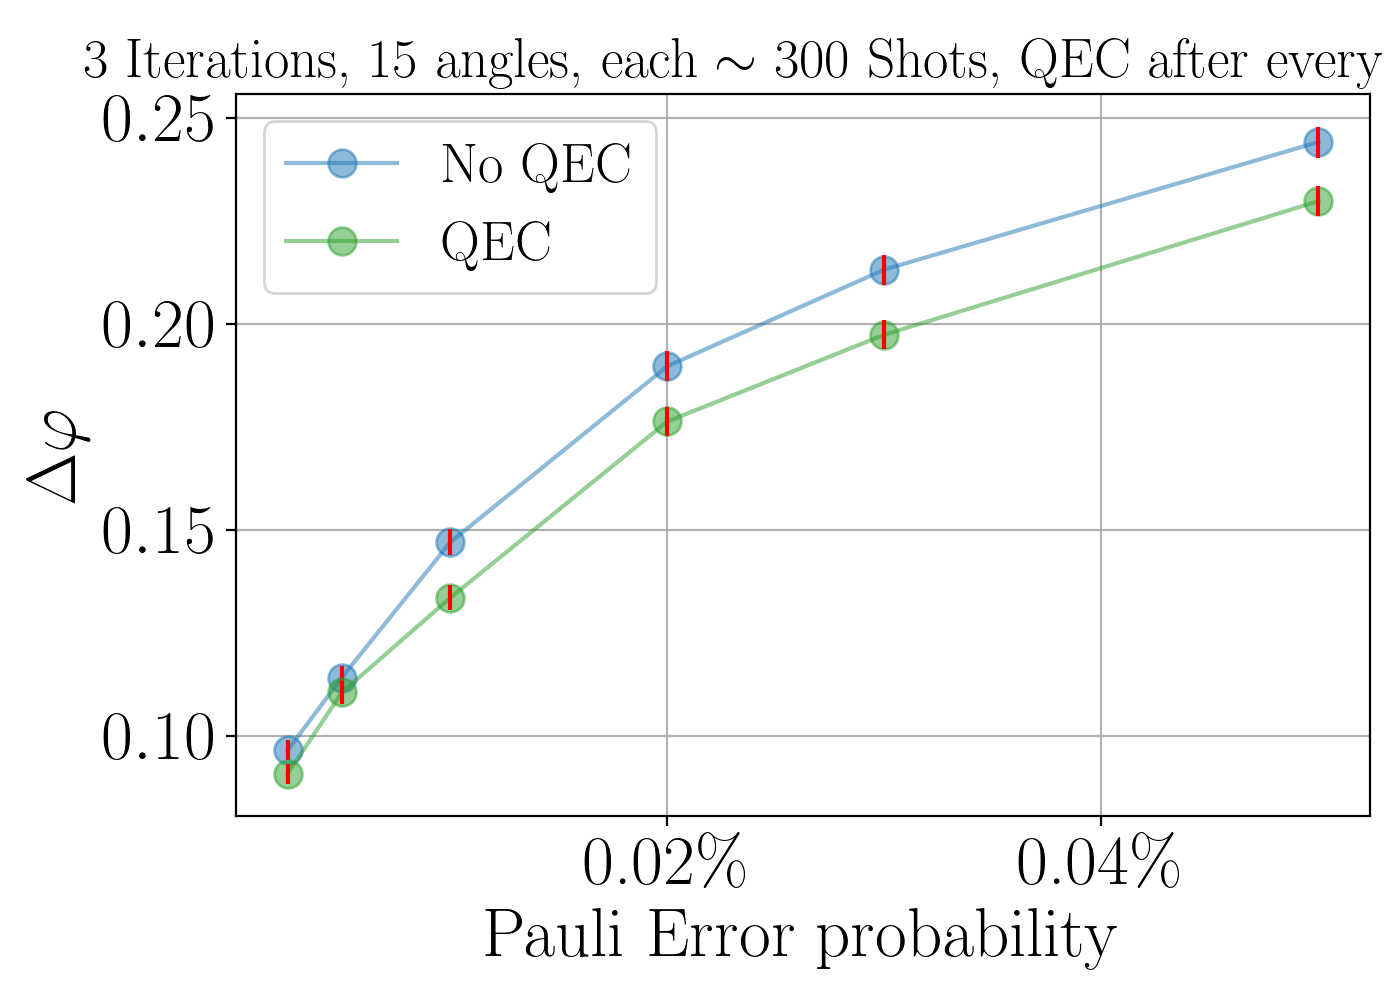 3 Iterations, 15 angles, each ∼ 300 Shots, QEC after every
0.25
No QEC
QEC
0.20
Δφ
0.15
0.10
0.02% 0.04%
Pauli Error probability